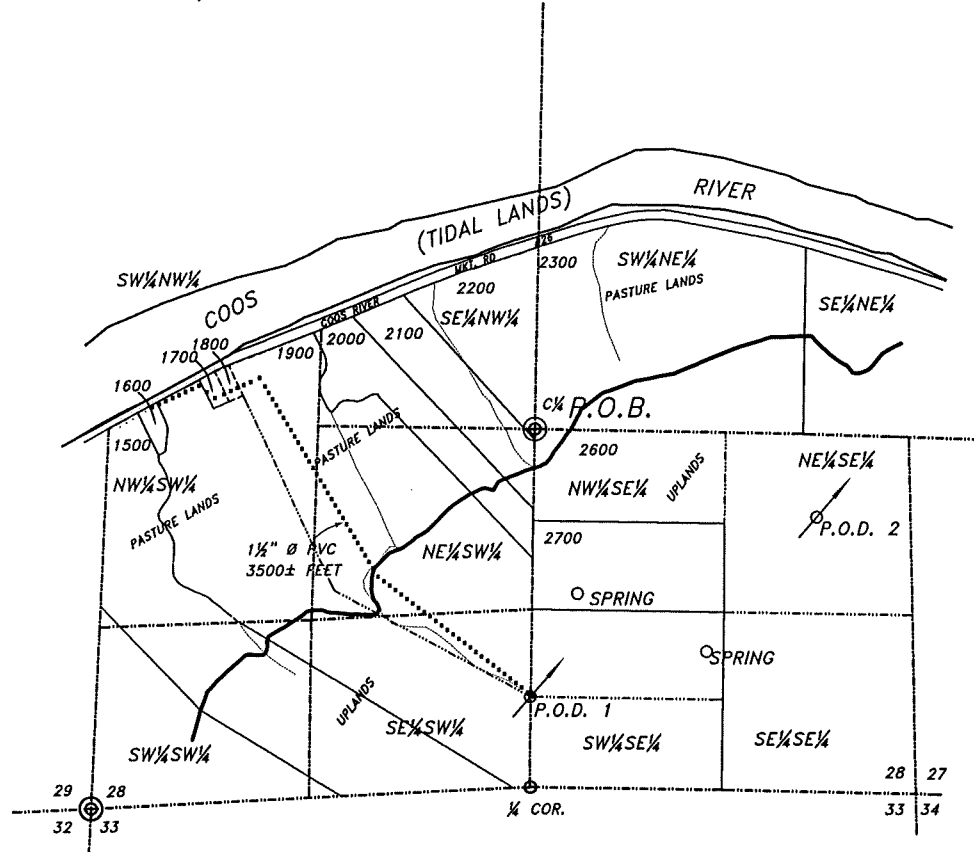 RIVER
(TIDAL LANDS)
COOS
SW¼NW¼
A26
MKT. RD
COOS RIVER
2300
SW¼NE¼
PASTURE LANDS
2200
SE¼NW¼
SE¼NE¼
2100
2000
1900
1800
1700
1600
1500
C¼ P.O.B.
PASTURE LANDS
NW¼SW¼
PASTURE LANDS
2600
NW¼SE¼
UPLANDS
NE¼SE¼
P.O.D. 2
2700
NE¼SW¼
1½" Ø PVC
3500± FEET
SPRING
SPRING
UPLANDS
P.O.D. 1
SE¼SW¼
SW¼SE¼
SE¼SE¼
SW¼SW¼
29 28
32 33
¼ COR.
28 27
33 34